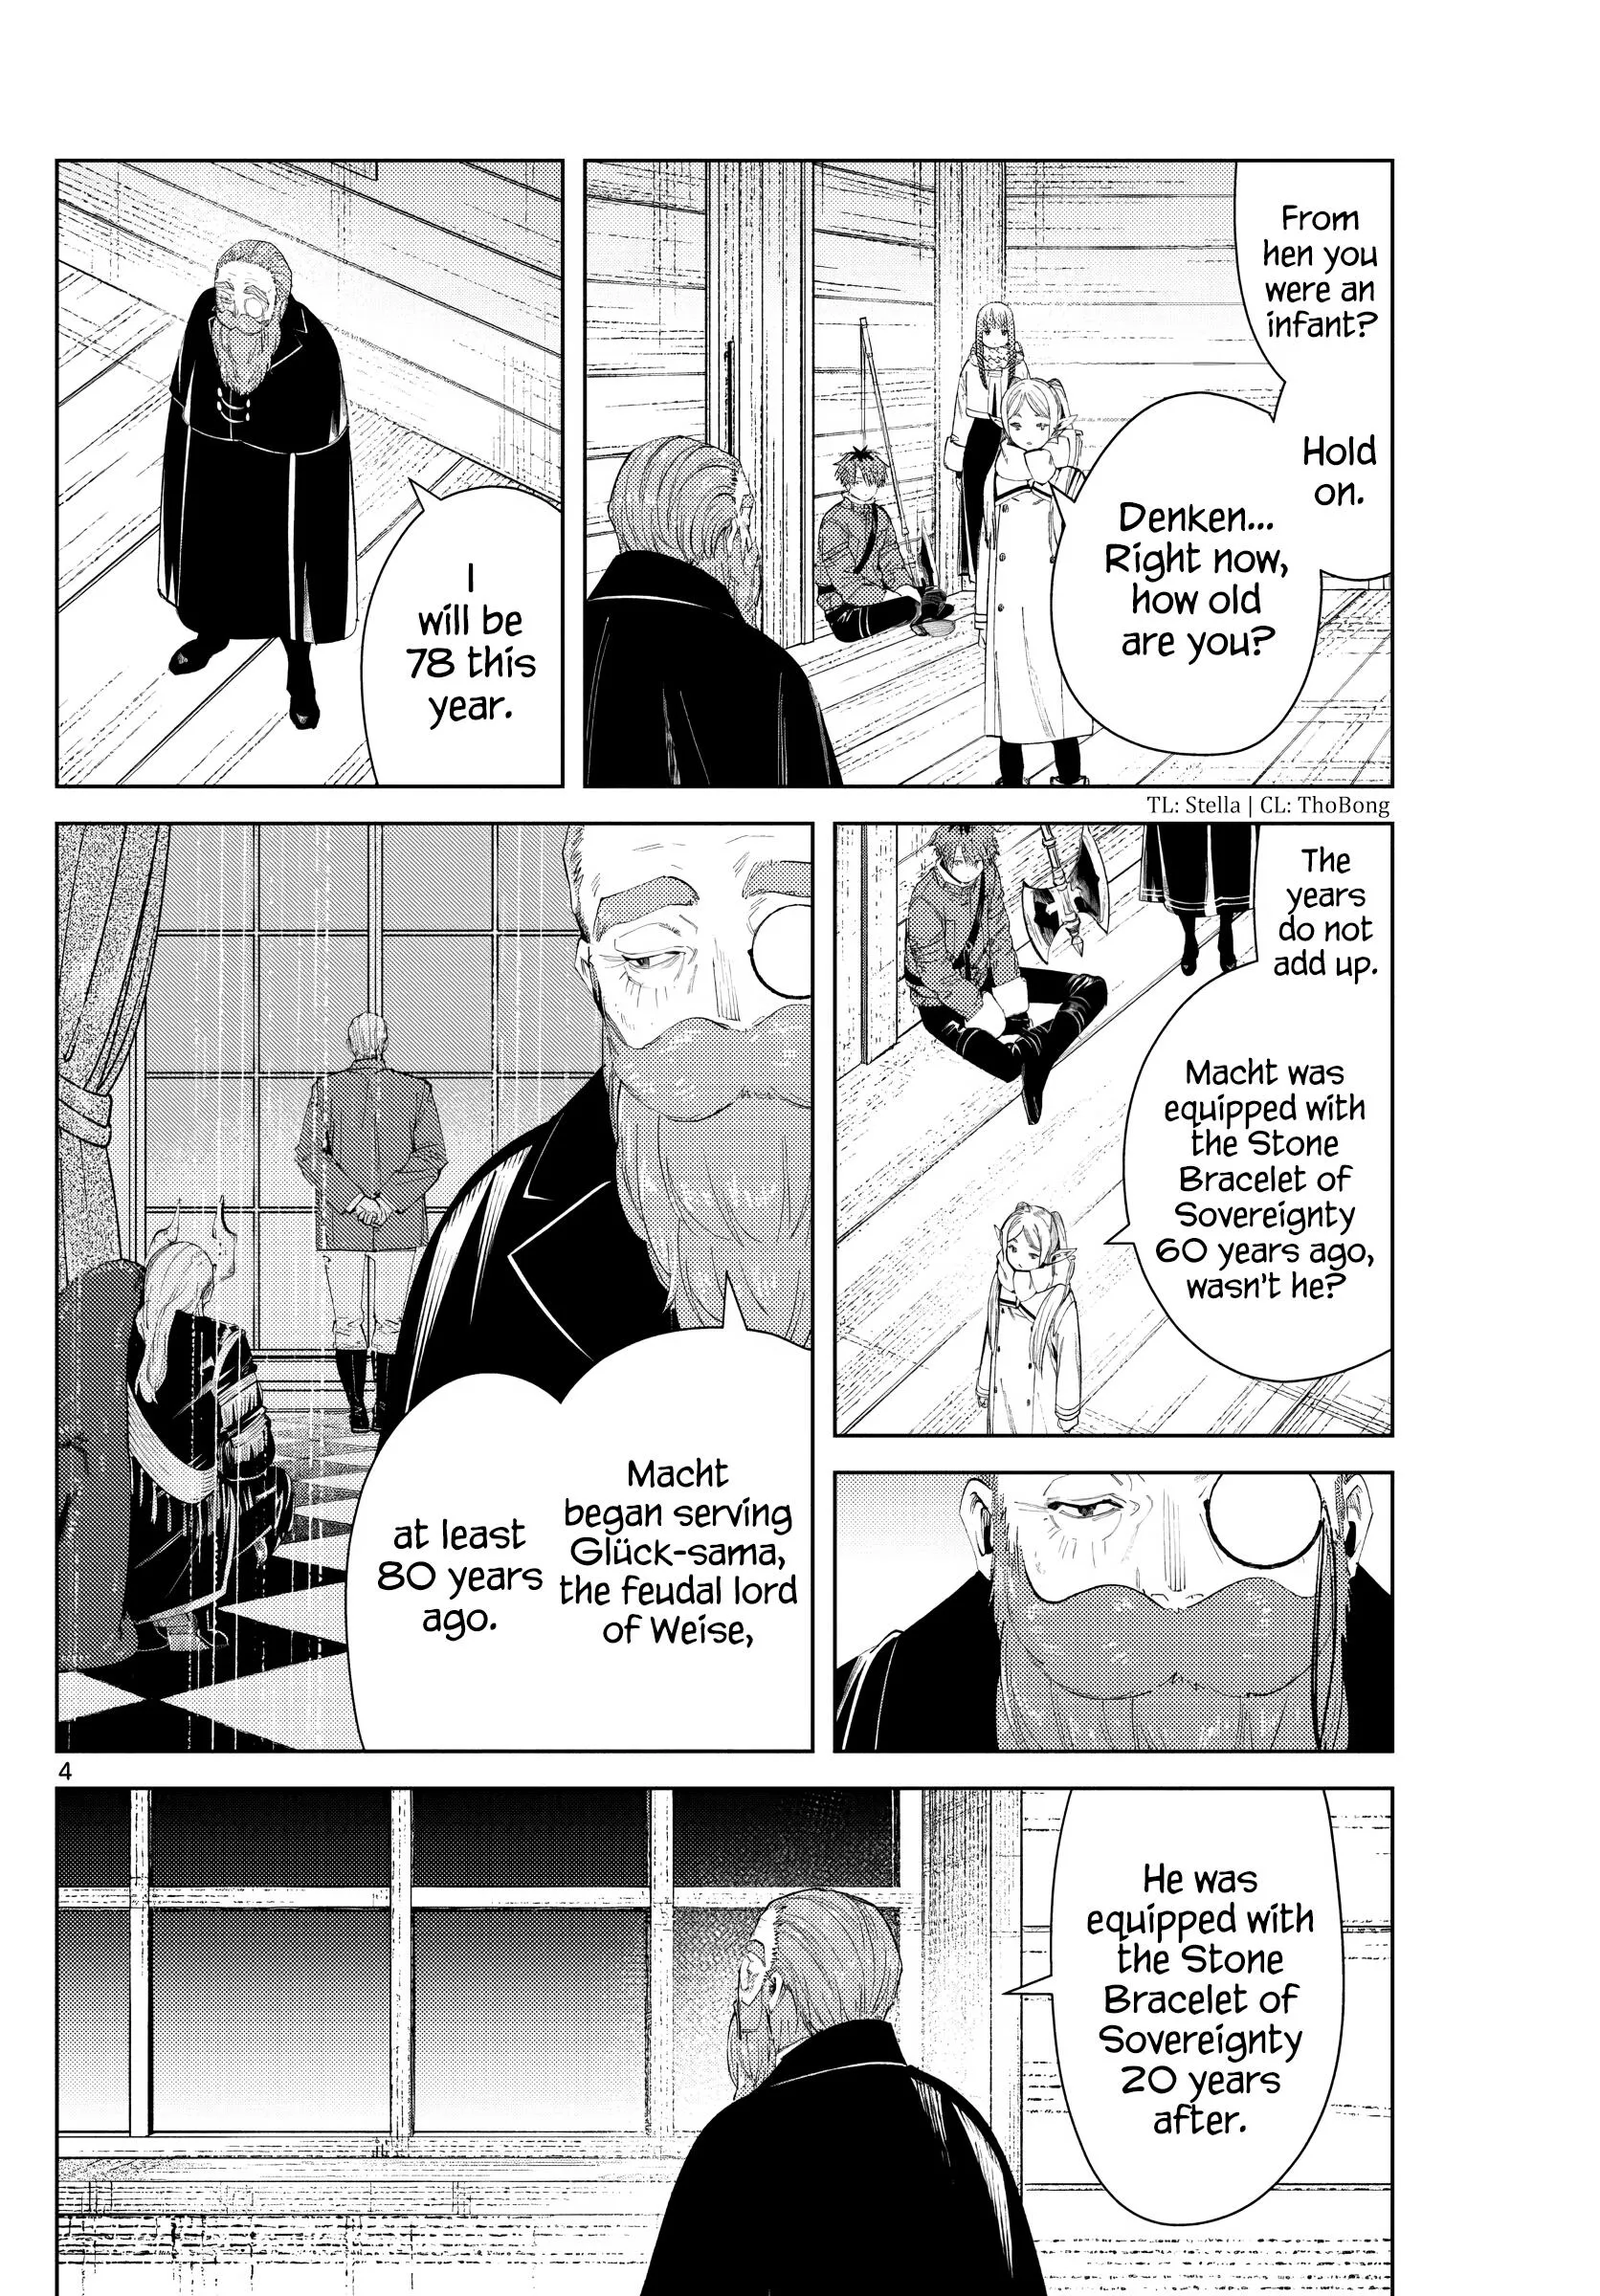 From
hen you
were an
infant?
Hold
on.
Denken...
Right now,
how old
are you?
I
will be
78 this
year.
TL: Stella | CL: ThoBong
The
years
do not
add up.
Macht was
equipped with
the Stone
Bracelet of
Sovereignty
60 years ago,
wasn't he?
Macht
began serving
Glück-sama,
the feudal lord
of Weise,
at least
80 years
ago.
4
He was
equipped with
the Stone
Bracelet of
Sovereignty
20 years
after.